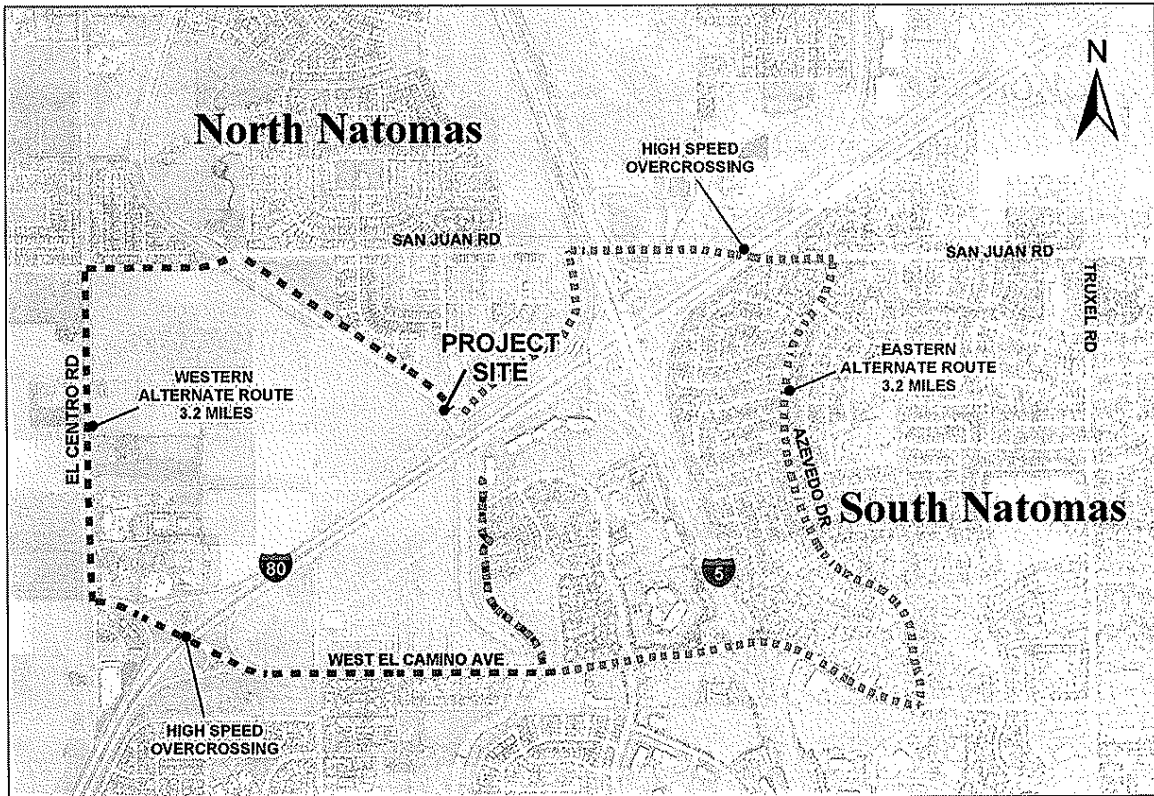 N
North Natomas
HIGH SPEED
OVERCROSSING
SAN JUAN RD
SAN JUAN RD
TRUXEL RD
PROJECT
SITE
EASTERN
ALTERNATE ROUTE
3.2 MILES
WESTERN
ALTERNATE ROUTE
3.2 MILES
EL CENTRO RD
AZEVEDO DR
South Natomas
80
5
WEST EL CAMINO AVE
HIGH SPEED
OVERCROSSING